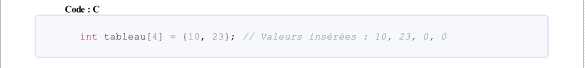 Code : C
int tableau[4] = {10, 23}; // Valeurs insérées : 10, 23, 0, 0